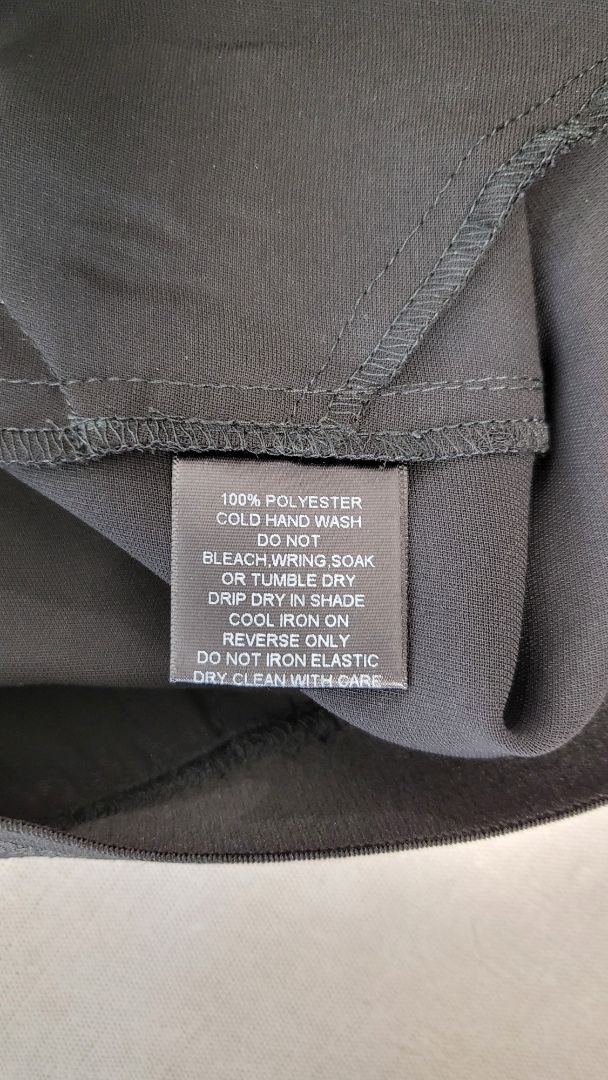 100% POLYESTER
COLD HAND WASH
DO NOT
BLEACH,WRING,SOAK
OR TUMBLE DRY
DRIP DRY IN SHADE
COOL IRON ON
REVERSE ONLY
DO NOT IRON ELASTIC
DRY CLEAN WITH CARE